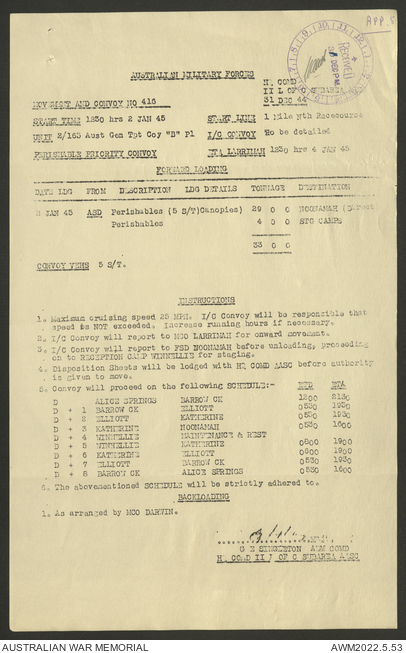 APP.
AUSTRALIAN MILITARY FORCES
RECEIVED
HQ COMD
II L OF C SUBAREA AASC
31 DEC 44
MOVEMENT AND CONVOY NO 416
START TIME 1230 hrs 2 JAN 45 START LINE 1 Mile Nth Racecourse
UNIT 2/163 Aust Gen Tpt Coy "B" Pl I/C CONVOY To be detailed
PERISHABLE PRIORITY CONVOY ETA LARRIMAH 1230 hrs 4 JAN 45
FORWARD LOADING
DATE LDG FROM DESCRIPTION LDG DETAILS TONNAGE DESTINATION
2 JAN 45 ASD Perishables (5 S/T)Canopies) 29 0 0 NOONAMAH
Perishables 4 0 0 STG CAMPS
33 0 0
CONVOY VEHS 5 S/T.
INSTRUCTIONS
1. Maximum cruising speed 25 MPH. I/C Convoy will be responsible that
speed is NOT exceeded. Increase running hours if necessary.
2. I/C Convoy will report to MCO LARRIMAH for onward movement.
3. I/C Convoy will report to FSD NOONAMAH before unloading, proceeding
on to RECEPTION CAMP WINNELLIE for staging.
4. Disposition Sheets will be lodged with HQ COMD AASC before authority
is given to move.
5. Convoy will proceed on the following SCHEDULE:- ETD ETA
D ALICE SPRINGS BARROW CK 1200 2130
D + 1 BARROW CK ELLIOTT 0530 1930
D + 2 ELLIOTT KATHERINE 0530 1930
D + 3 KATHERINE NOONAMAH 0530 1600
D + 4 WINNELLIE MAINTENANCE & REST
D + 5 WINNELLIE KATHERINE 0800 1900
D + 6 KATHERINE ELLIOTT 0600 1900
D + 7 ELLIOTT BARROW CK 0530 1930
D + 8 BARROW CK ALICE SPRINGS 0530 1600
6. The abovementioned SCHEDULE will be strictly adhered to.
BACKLOADING
1. As arranged by MCO DARWIN.
G E SINGLETON ADM COMD
HQ COMD II L OF C SUBAREA AASC
AUSTRALIAN WAR MEMORIAL AWM2022.5.53